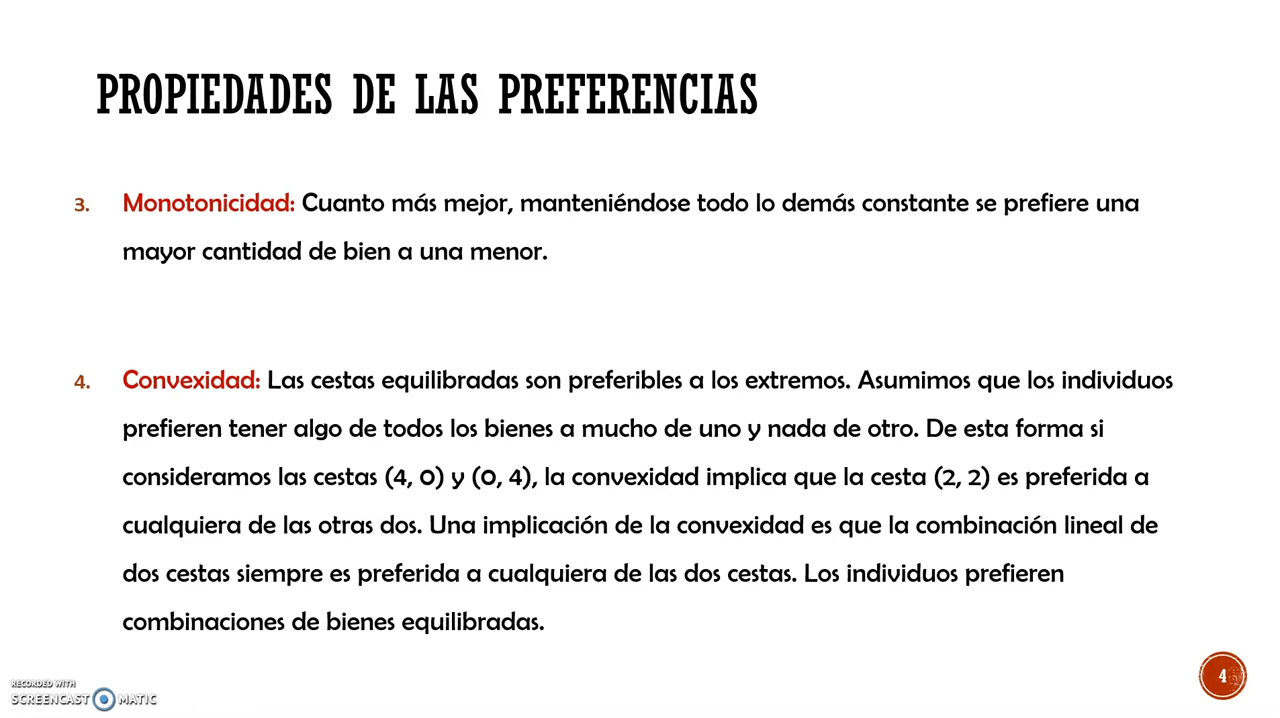 PROPIEDADES DE LAS PREFERENCIAS
3. Monotonicidad: Cuanto más mejor, manteniéndose todo lo demás constante se prefiere una
mayor cantidad de bien a una menor.
4. Convexidad: Las cestas equilibradas son preferibles a los extremos. Asumimos que los individuos
prefieren tener algo de todos los bienes a mucho de uno y nada de otro. De esta forma si
consideramos las cestas (4, 0) y (0, 4), la convexidad implica que la cesta (2, 2) es preferida a
cualquiera de las otras dos. Una implicación de la convexidad es que la combinación lineal de
dos cestas siempre es preferida a cualquiera de las dos cestas. Los individuos prefieren
combinaciones de bienes equilibradas.
4
RECORDED WITH
SCREENCAST MATIC